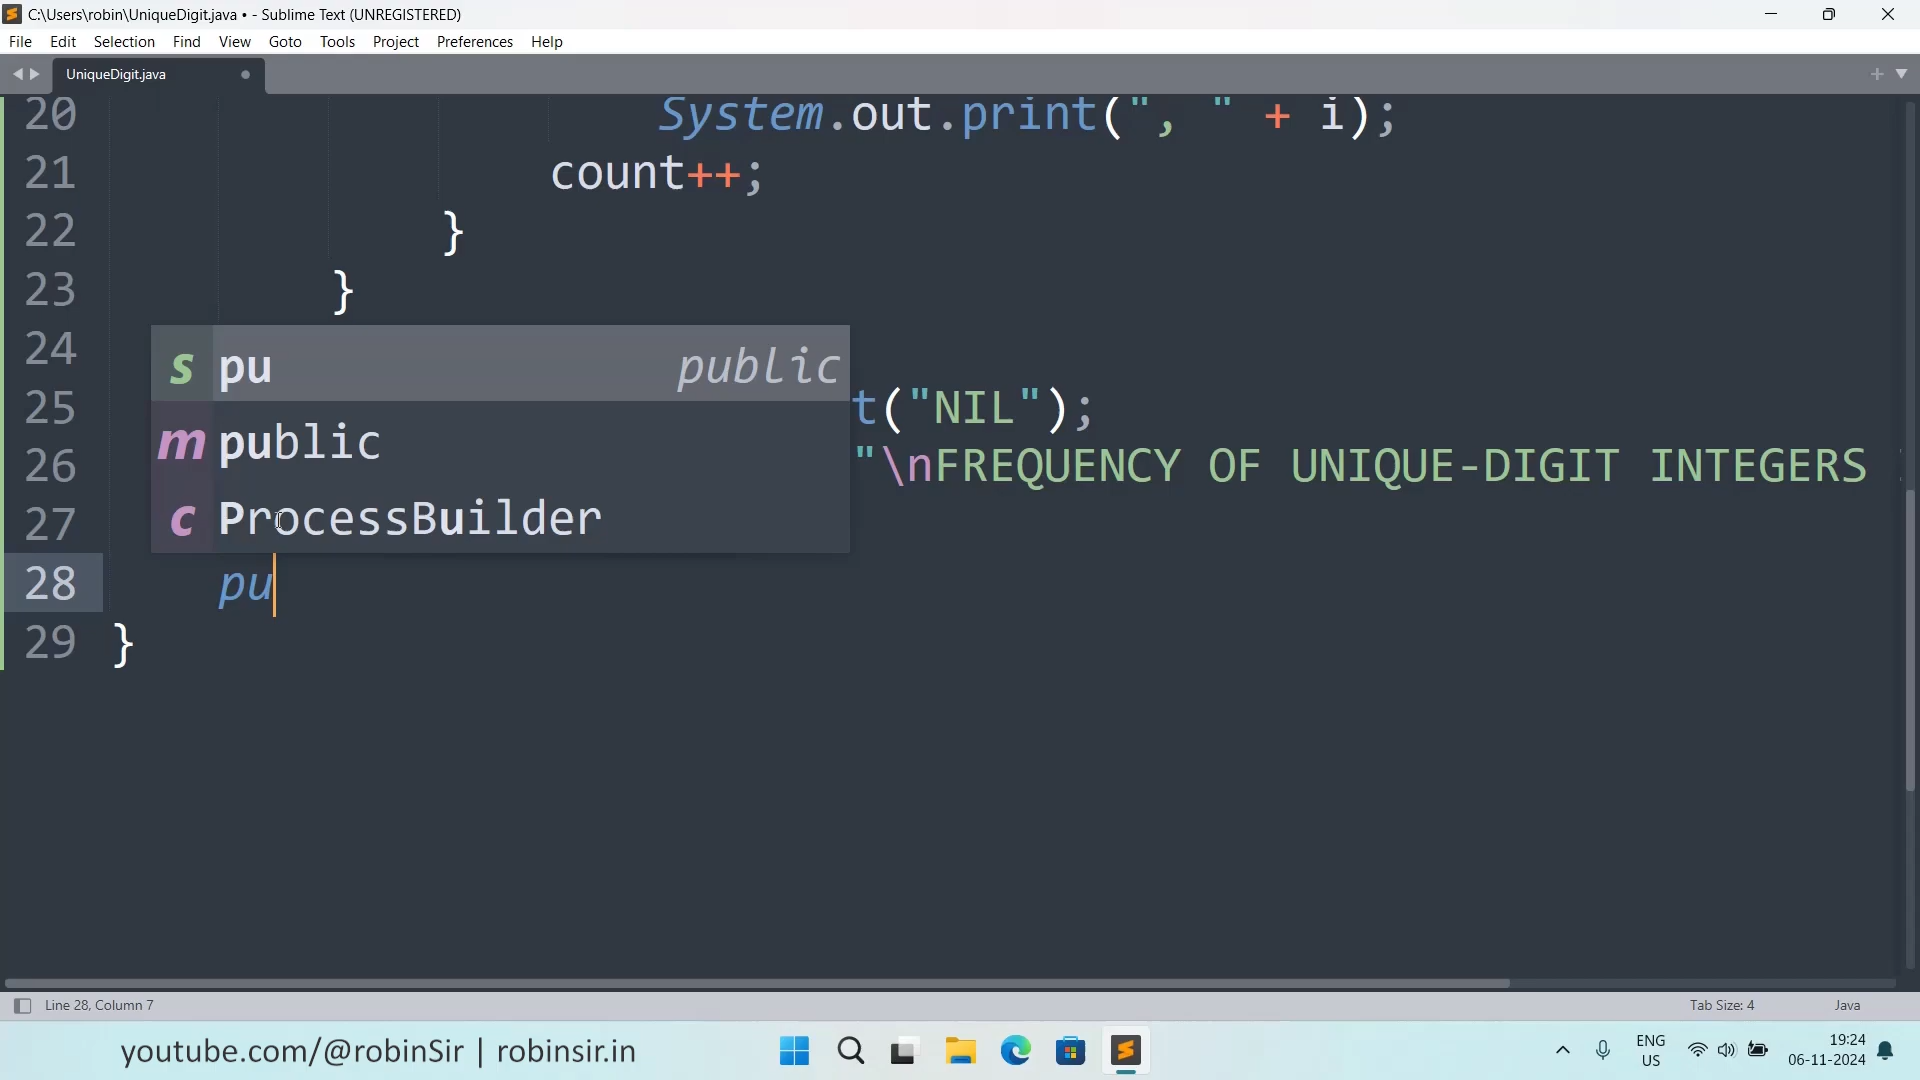 C:\Users\robin\UniqueDigit.java • - Sublime Text (UNREGISTERED)
File Edit Selection Find View Goto Tools Project Preferences Help
UniqueDigit.java
20 System.out.print(", " + i);
21 count++;
22 }
23 }
24
25 t("NIL");
26 "\nFREQUENCY OF UNIQUE-DIGIT INTEGERS
27
28 pu
29 }
s pu public
m public
c ProcessBuilder
Line 28, Column 7 Tab Size: 4 Java
youtube.com/@robinSir | robinsir.in
ENG
US
19:24
06-11-2024